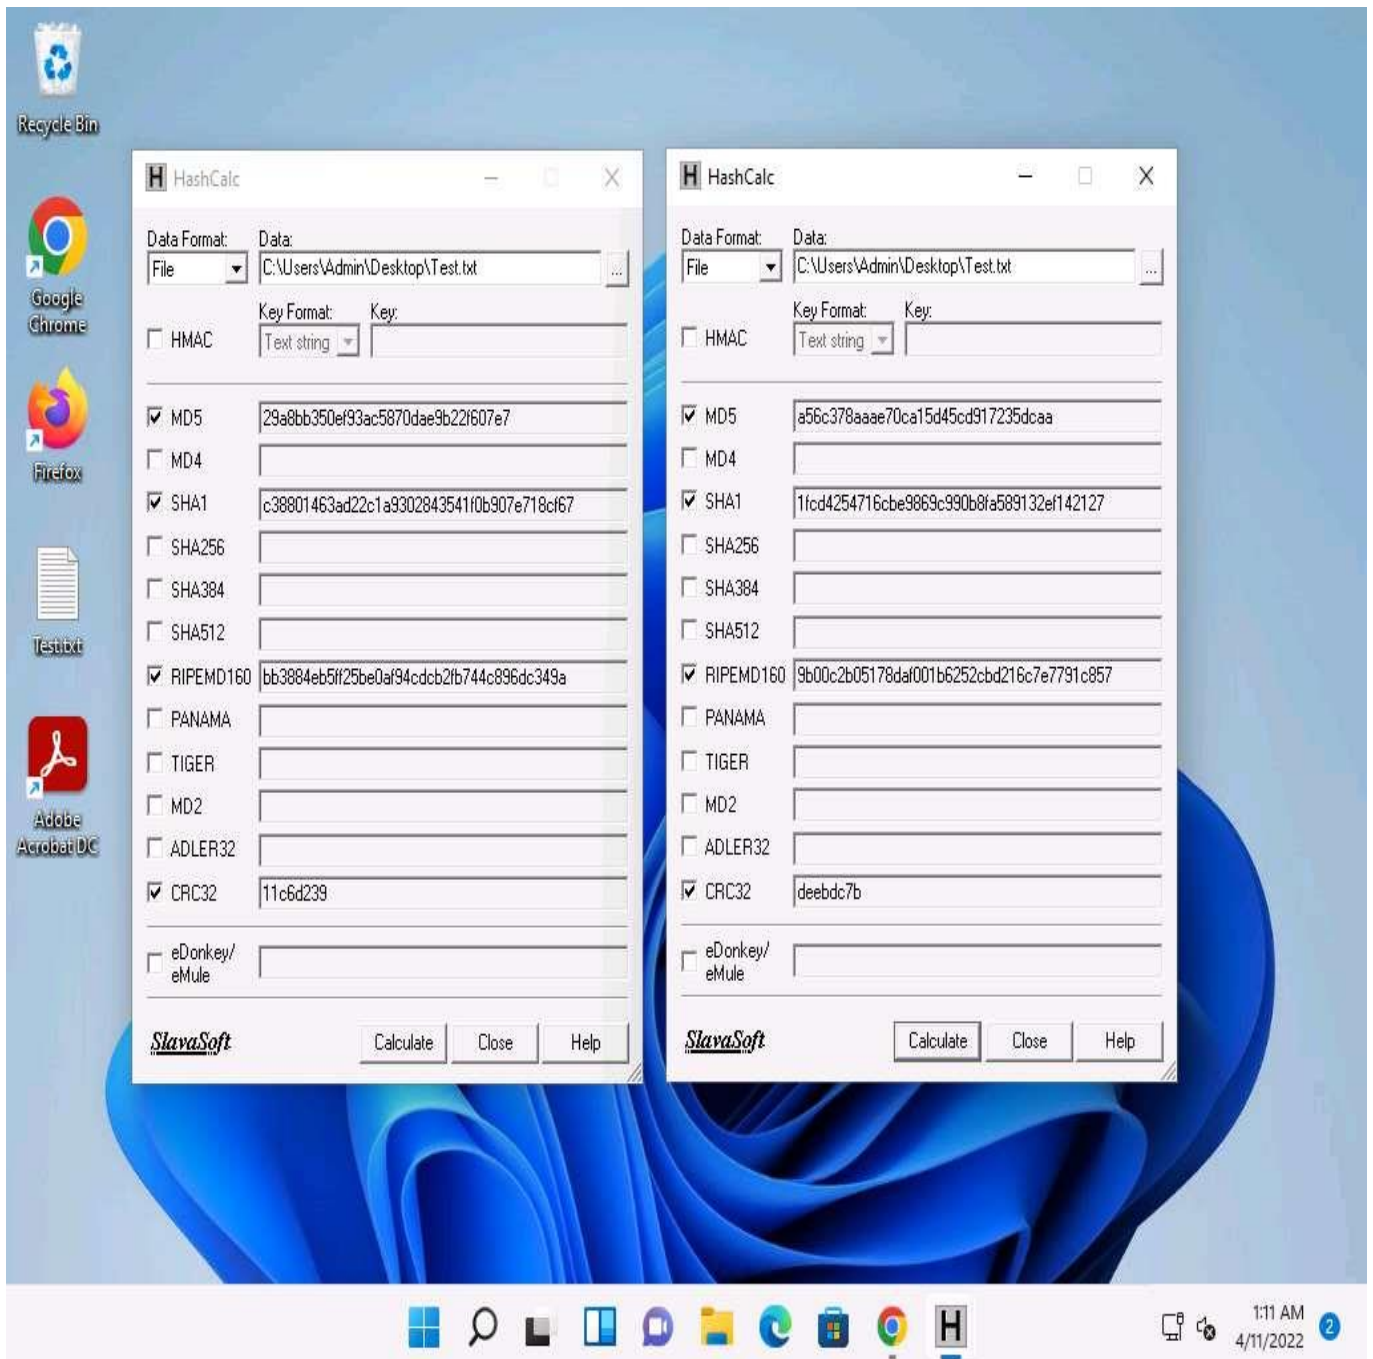 Recycle Bin
Google
Chrome
Firefox
Test.txt
Adobe
Acrobat DC
H HashCalc
Data Format:
Data:
File
C:\Users\Admin\Desktop\Test.txt
...
Key Format:
Key:
HMAC
Text string
MD5
29a8bb350ef93ac5870dae9b22f607e7
MD4
SHA1
c38801463ad22c1a9302843541f0b907e718cf67
SHA256
SHA384
SHA512
RIPEMD160
bb3884eb5ff25be0af94cdcb2fb744c896dc349a
PANAMA
TIGER
MD2
ADLER32
CRC32
11c6d239
eDonkey/
eMule
SlavaSoft
Calculate
Close
Help
H HashCalc
Data Format:
Data:
File
C:\Users\Admin\Desktop\Test.txt
...
Key Format:
Key:
HMAC
Text string
MD5
a56c378aaae70ca15d45cd917235dcaa
MD4
SHA1
1fcd4254716cbe9869c990b8fa589132ef142127
SHA256
SHA384
SHA512
RIPEMD160
9b00c2b05178daf001b6252cbd216c7e7791c857
PANAMA
TIGER
MD2
ADLER32
CRC32
deebdc7b
eDonkey/
eMule
SlavaSoft
Calculate
Close
Help
H
1:11 AM
4/11/2022
2